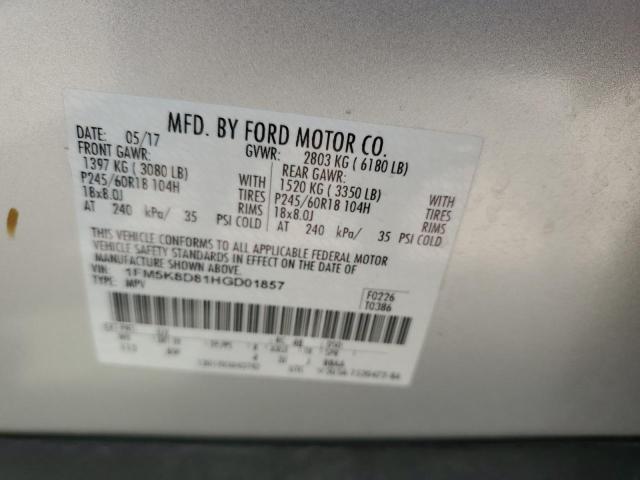 MFD. BY FORD MOTOR CO.
DATE: 05/17 GVWR: 2803 KG ( 6180 LB)
FRONT GAWR: REAR GAWR:
1397 KG ( 3080 LB) WITH 1520 KG ( 3350 LB) WITH
P245/60R18 104H TIRES P245/60R18 104H TIRES
18x8.0J RIMS 18x8.0J RIMS
AT 240 kPa/ 35 PSI COLD AT 240 kPa/ 35 PSI COLD
THIS VEHICLE CONFORMS TO ALL APPLICABLE FEDERAL MOTOR
VEHICLE SAFETY STANDARDS IN EFFECT ON THE DATE OF
MANUFACTURE SHOWN ABOVE.
VIN: 1FM5K8D81HGD01857 F0226
TYPE: MPV T0386